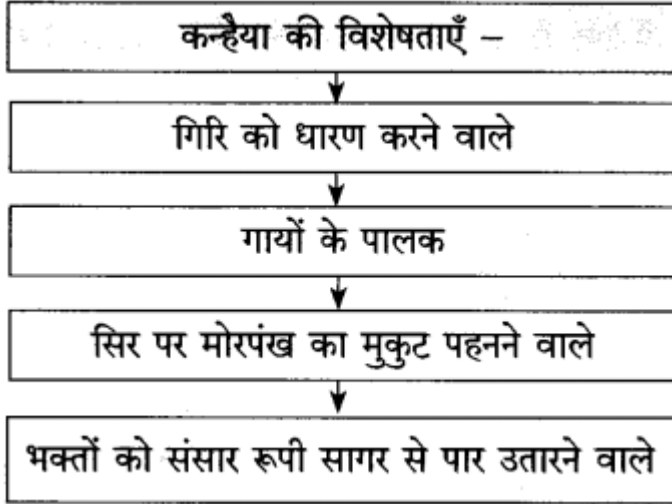 कन्हैया की विशेषताएँ –
गिरि को धारण करने वाले
गायों के पालक
सिर पर मोरपंख का मुकुट पहनने वाले
भक्तों को संसार रूपी सागर से पार उतारने वाले